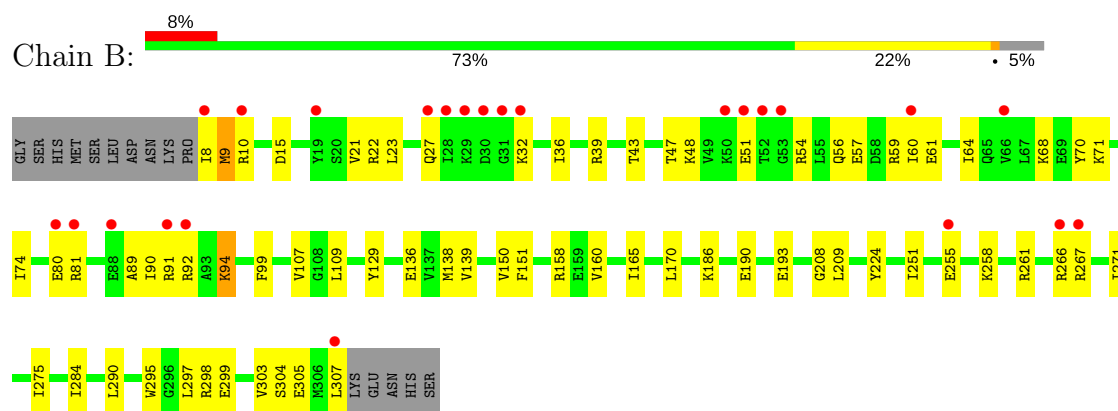 8%
Chain B:
73% 22% • 5%
GLY SER HIS MET SER LEU ASP ASN LYS PRO I8 M9 R10 D15 Y19 S20 V21 R22 L23 Q27 I28 K29 D30 G31 K32 I36 R39 T43 T47 K48 V49 K50 E51 T52 G53 R54 L55 Q56 E57 D58 R59 I60 E61 I64 Q65 V66 L67 K68 E69 Y70 K71
I74 E80 R81 E88 A89 I90 R91 R92 A93 K94 F99 V107 G108 L109 Y129 E136 V137 M138 V139 V150 F151 R158 E159 V160 I165 L170 K186 E190 E193 G208 L209 Y224 I251 E255 K258 R261 R266 R267
I275 I284 L290 W295 G296 L297 R298 E299 V303 S304 E305 M306 L307 LYS GLU ASN HIS SER